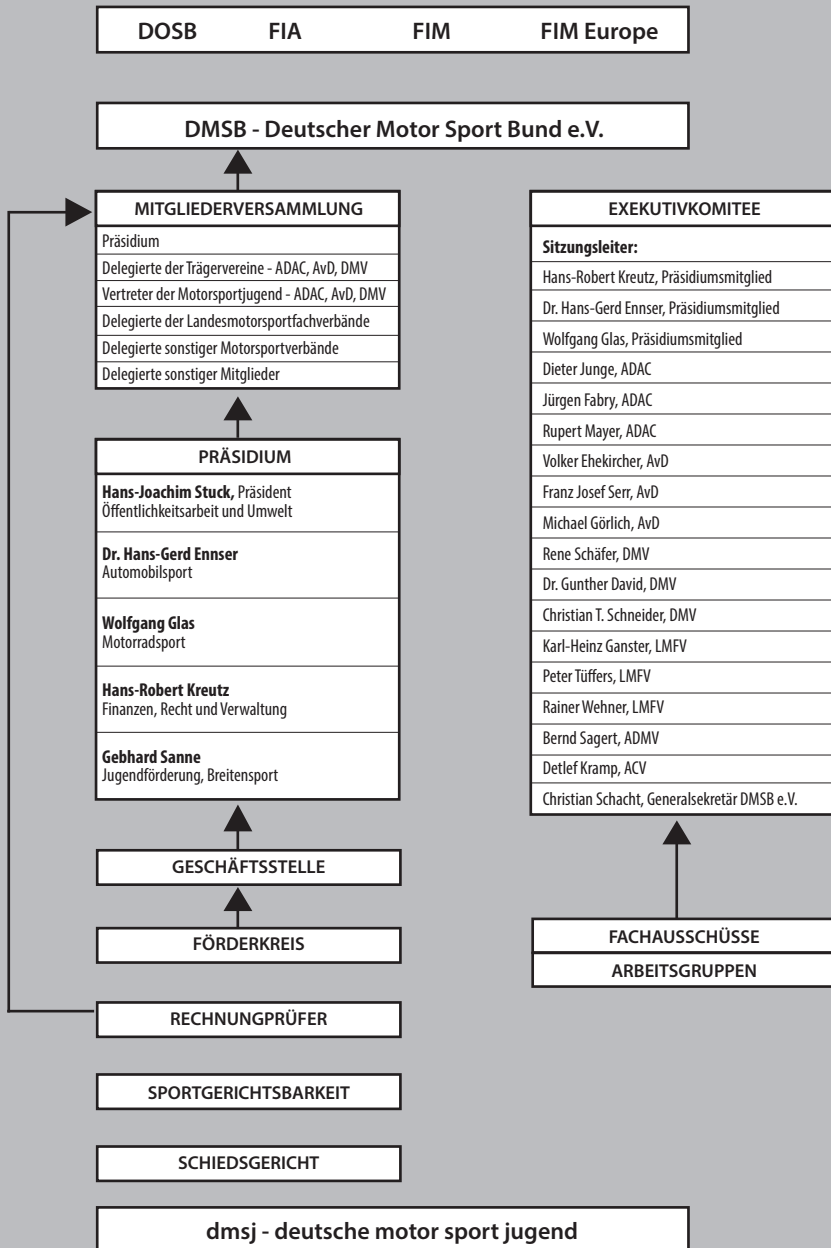 DOSB FIA FIM FIM Europe
DMSB - Deutscher Motor Sport Bund e.V.
MITGLIEDERVERSAMMLUNG
Präsidium
Delegierte der Trägervereine - ADAC, AvD, DMV
Vertreter der Motorsportjugend - ADAC, AvD, DMV
Delegierte der Landesmotorsportfachverbände
Delegierte sonstiger Motorsportverbände
Delegierte sonstiger Mitglieder
PRÄSIDIUM
Hans-Joachim Stuck, Präsident
Öffentlichkeitsarbeit und Umwelt
Dr. Hans-Gerd Ennser
Automobilsport
Wolfgang Glas
Motorradsport
Hans-Robert Kreutz
Finanzen, Recht und Verwaltung
Gebhard Sanne
Jugendförderung, Breitensport
GESCHÄFTSSTELLE
FÖRDERKREIS
RECHNUNGPRÜFER
SPORTGERICHTSBARKEIT
SCHIEDSGERICHT
EXEKUTIVKOMITEE
Sitzungsleiter:
Hans-Robert Kreutz, Präsidiumsmitglied
Dr. Hans-Gerd Ennser, Präsidiumsmitglied
Wolfgang Glas, Präsidiumsmitglied
Dieter Junge, ADAC
Jürgen Fabry, ADAC
Rupert Mayer, ADAC
Volker Ehekircher, AvD
Franz Josef Serr, AvD
Michael Görlich, AvD
Rene Schäfer, DMV
Dr. Gunther David, DMV
Christian T. Schneider, DMV
Karl-Heinz Ganster, LMFV
Peter Tüffers, LMFV
Rainer Wehner, LMFV
Bernd Sagert, ADMV
Detlef Kramp, ACV
Christian Schacht, Generalsekretär DMSB e.V.
FACHAUSSCHÜSSE
ARBEITSGRUPPEN
dmsj - deutsche motor sport jugend